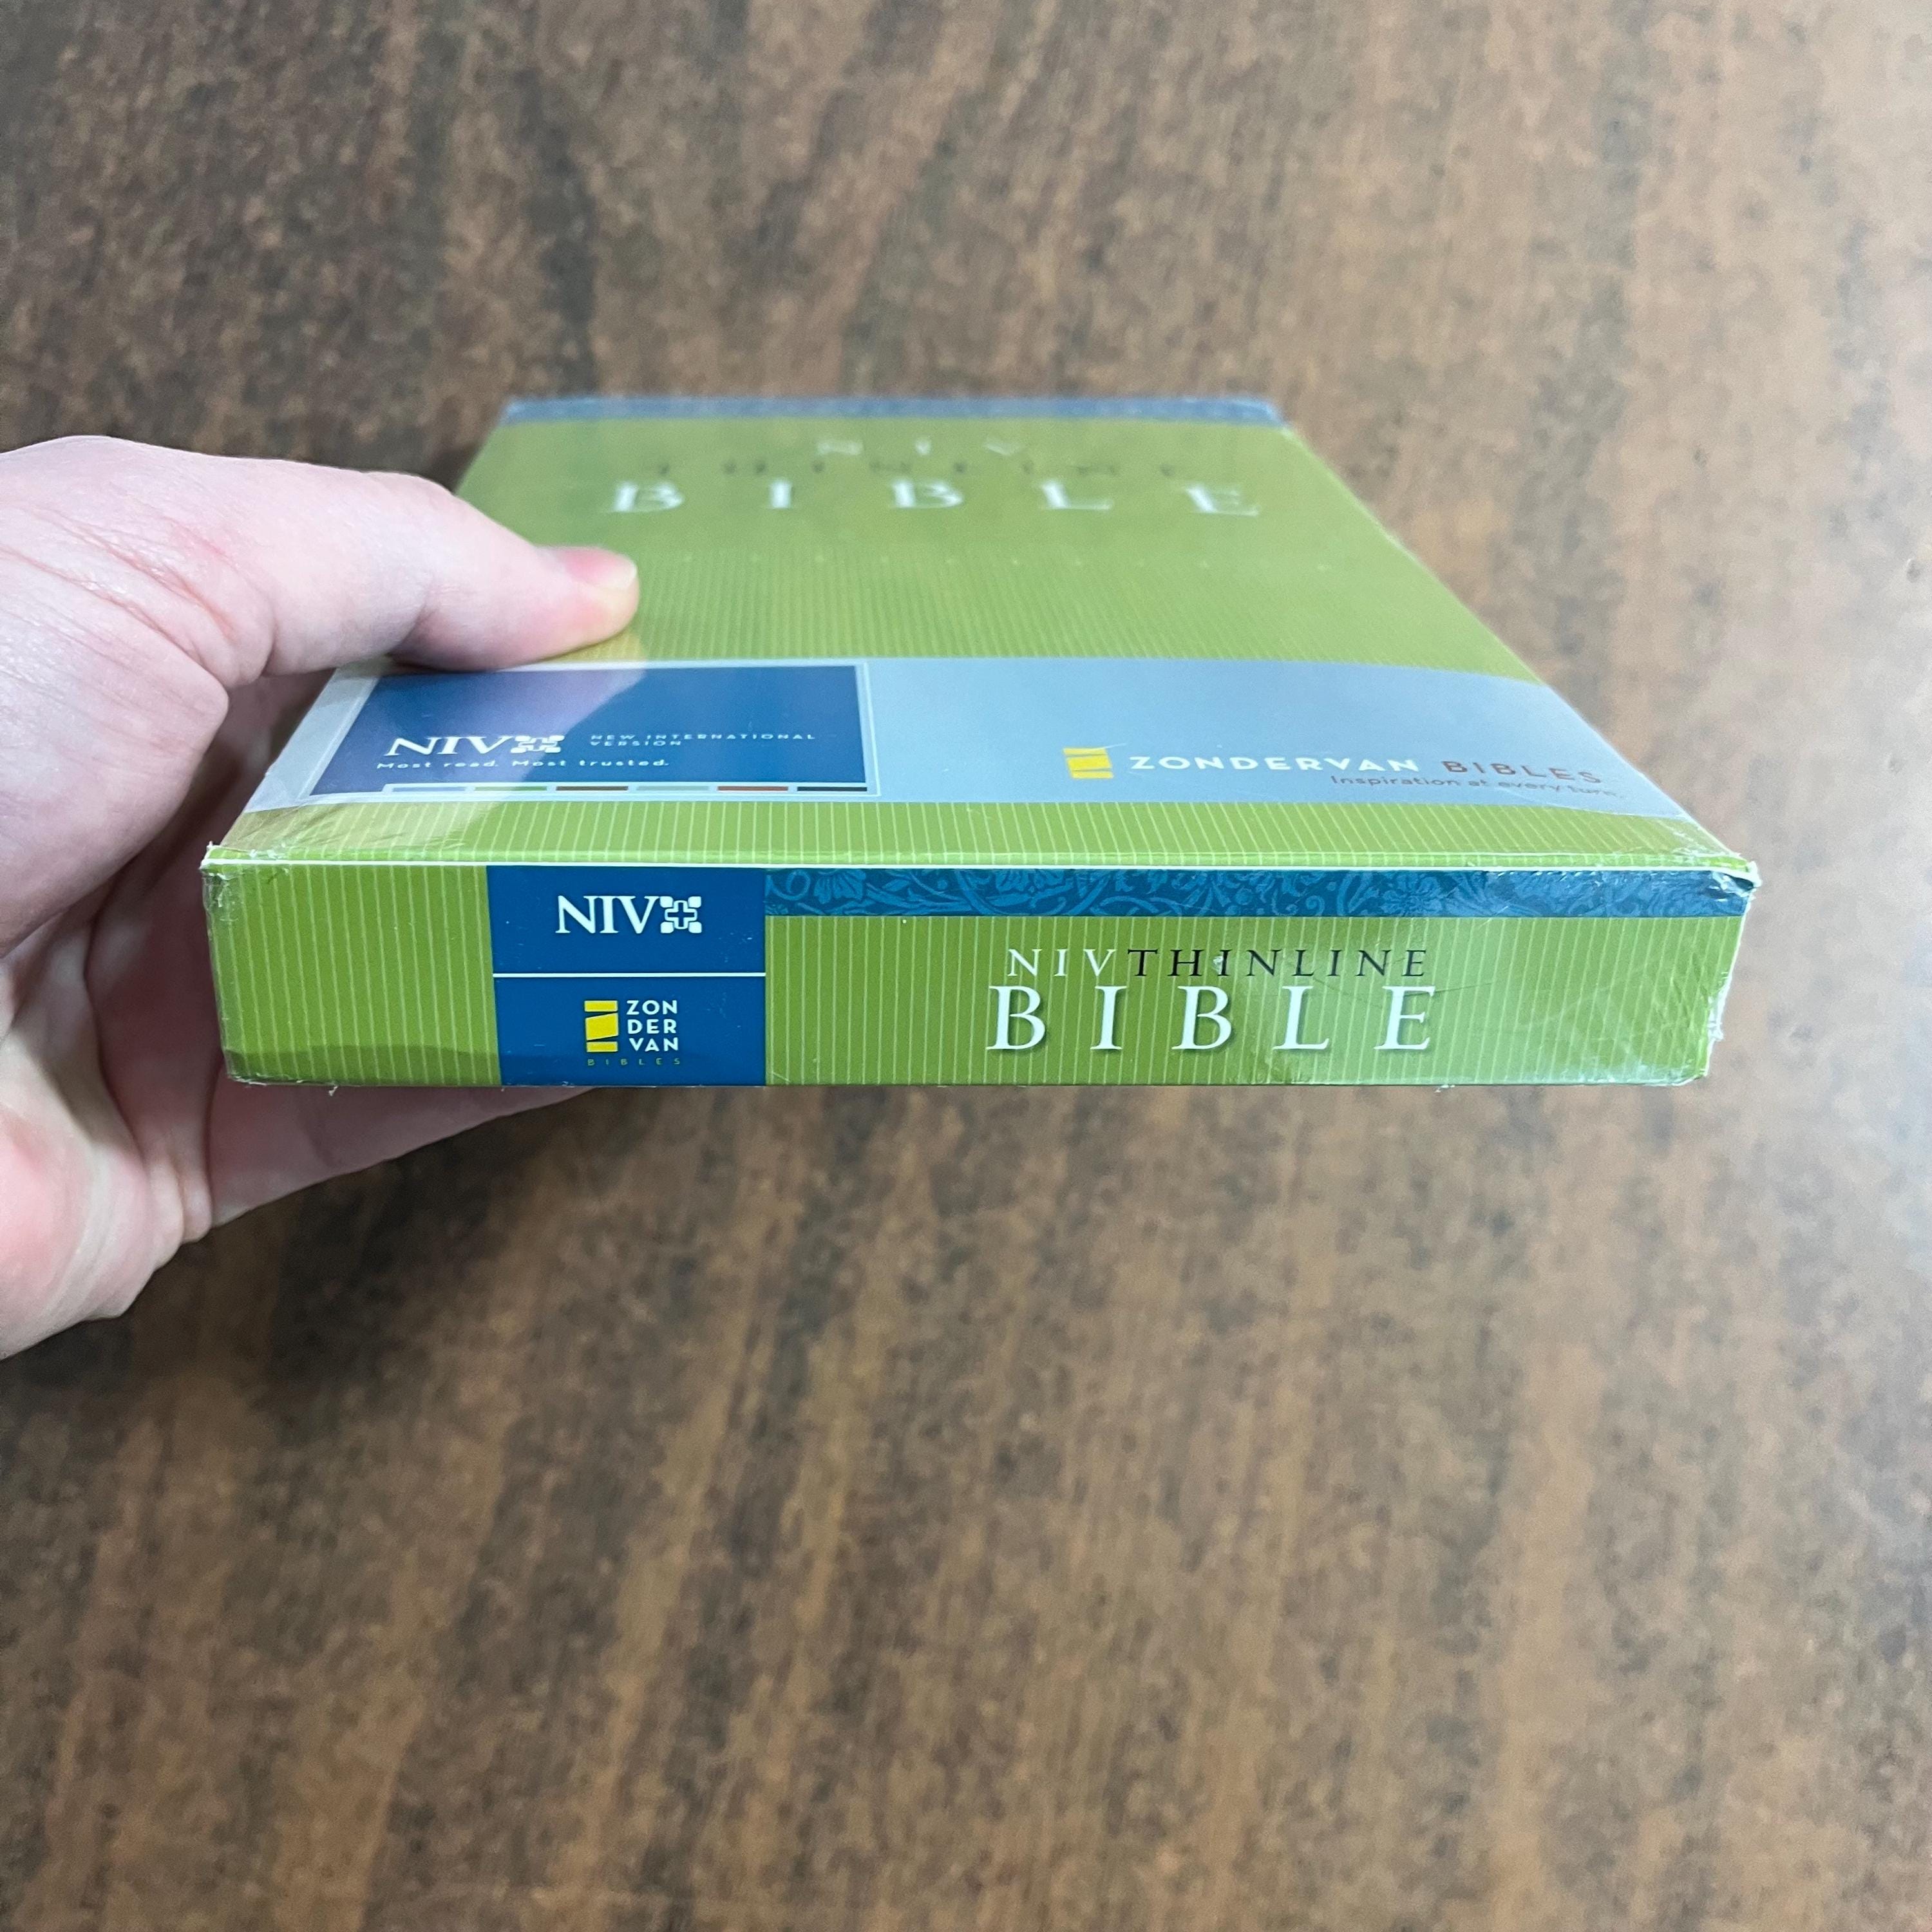 NIV
THINLINE
BIBLE
NIV NEW INTERNATIONAL
VERSION
Most read. Most trusted.
ZONDERVAN BIBLES
Inspiration at every turn.
NIV
ZON
DER
VAN
BIBLES
NIV THINLINE
BIBLE